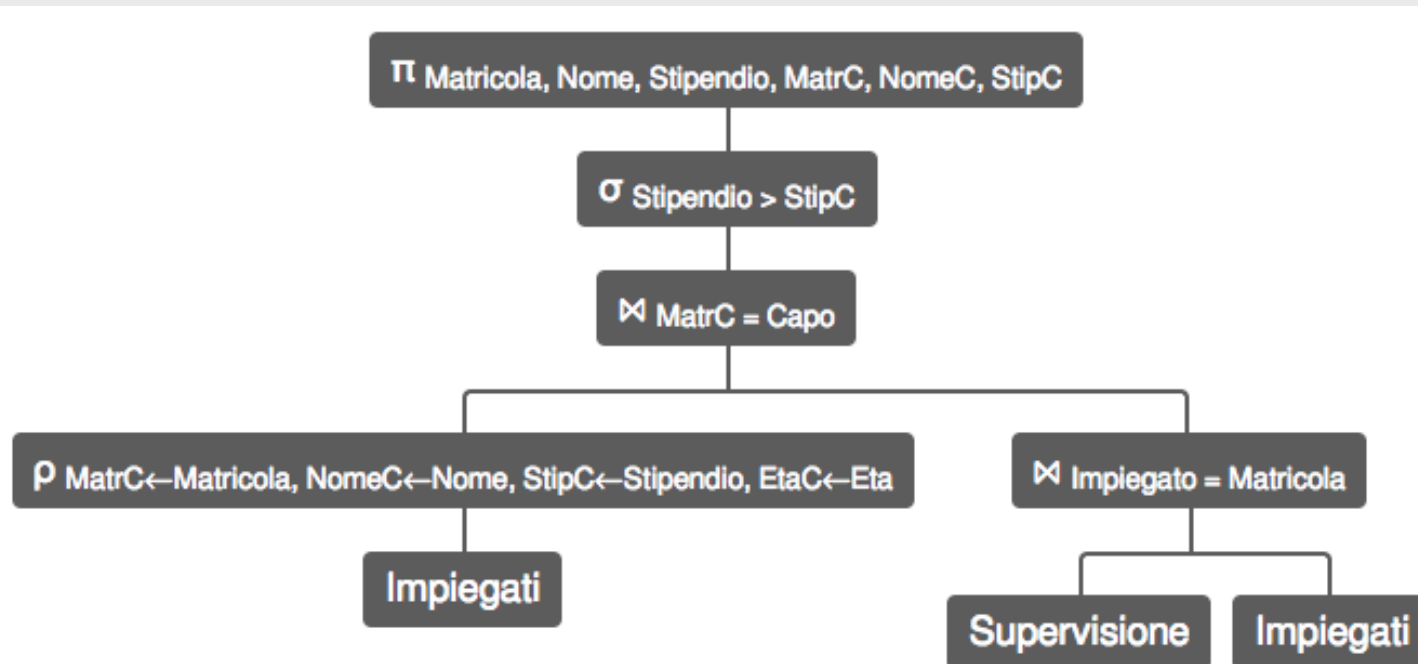 π Matricola, Nome, Stipendio, MatrC, NomeC, StipC
σ Stipendio > StipC
⋈ MatrC = Capo
ρ MatrC←Matricola, NomeC←Nome, StipC←Stipendio, EtaC←Eta
⋈ Impiegato = Matricola
Impiegati
Supervisione
Impiegati